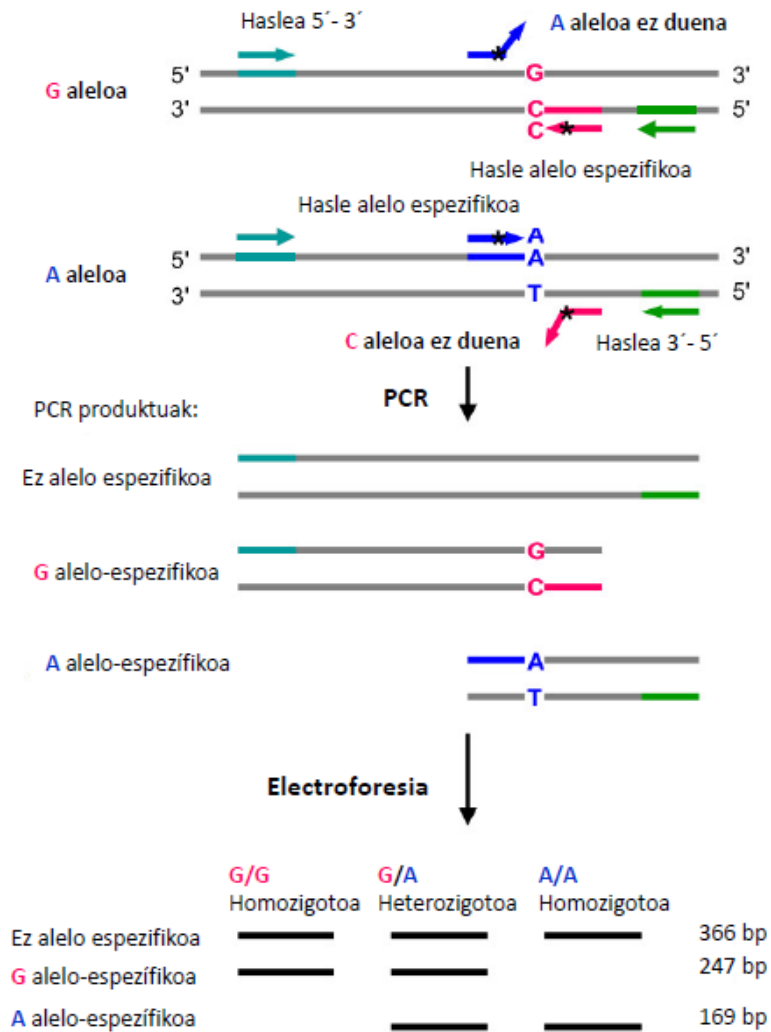 Haslea 5´- 3´
A aleloa ez duena
5'
G
3'
G aleloa
3'
C
5'
C
Hasle alelo espezifikoa
Hasle alelo espezifikoa
A
5'
A
3'
A aleloa
3'
T
5'
C aleloa ez duena
Haslea 3´- 5´
PCR
PCR produktuak:
Ez alelo espezifikoa
G
G alelo-espezifikoa
C
A alelo-espezífikoa
A
T
Electroforesia
G/G
G/A
A/A
Homozigotoa
Heterozigotoa
Homozigotoa
Ez alelo espezifikoa
366 bp
G alelo-espezífikoa
247 bp
A alelo-espezífikoa
169 bp